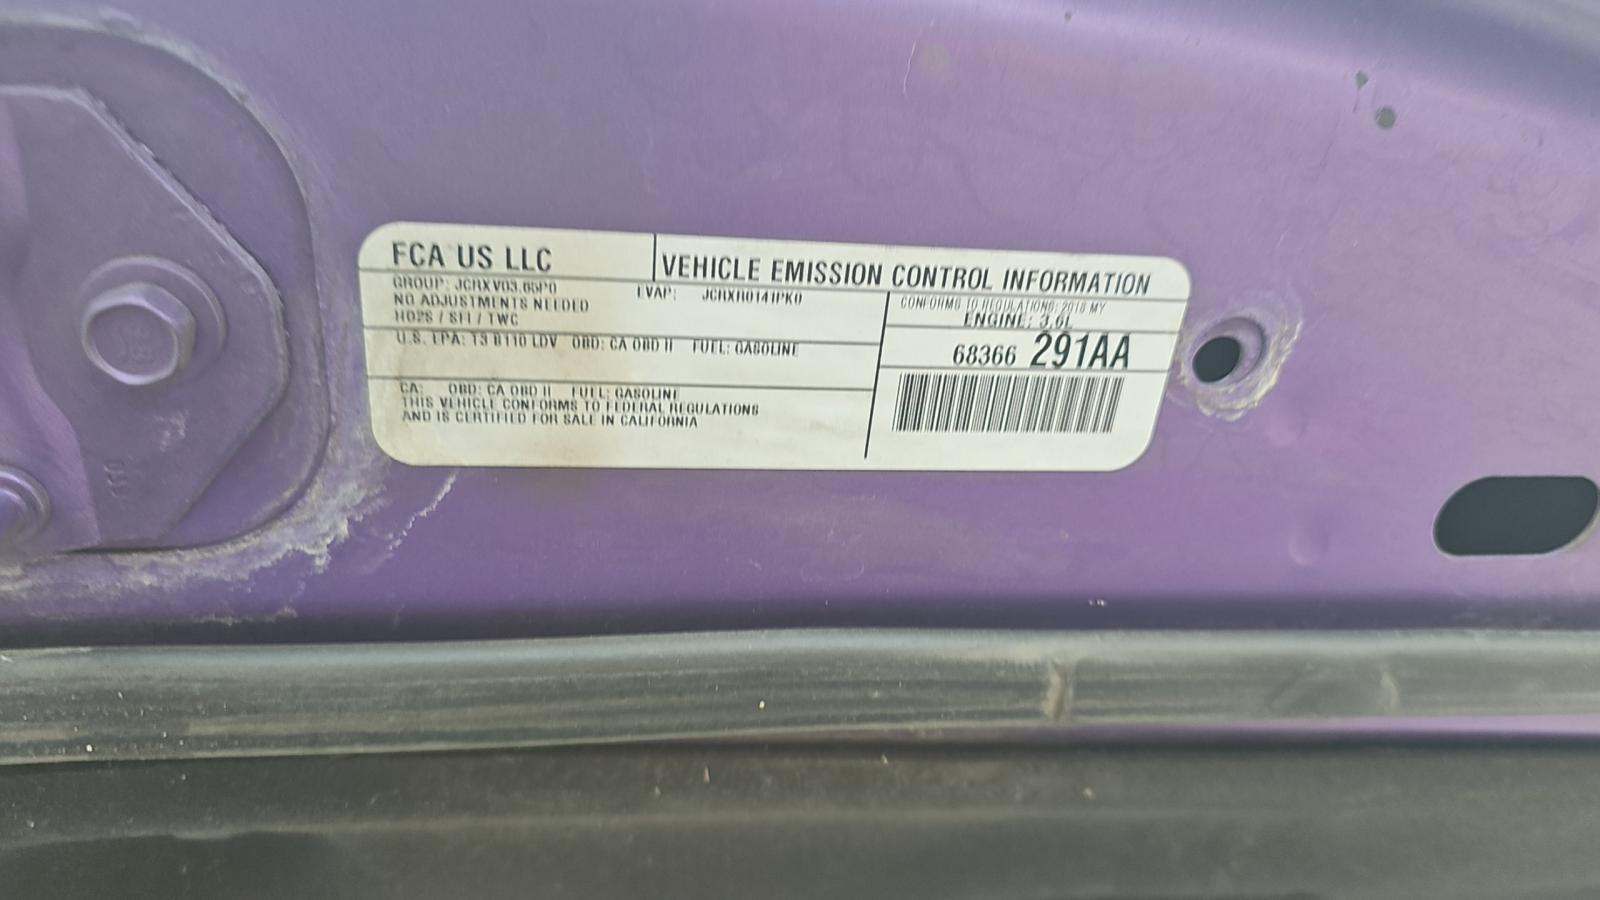 FCA US LLC
VEHICLE EMISSION CONTROL INFORMATION
GROUP: JCRXV03.65P0
EVAP: JCRXR0141PK0
NO ADJUSTMENTS NEEDED
HO2S / SFI / TWC
CONFORMS TO REGULATIONS: 2018 MY
ENGINE: 3.6L
U.S. EPA: T3 B110 LDV OBD: CA OBD II FUEL: GASOLINE
68366 291AA
CA: OBD: CA OBD II FUEL: GASOLINE
THIS VEHICLE CONFORMS TO FEDERAL REGULATIONS
AND IS CERTIFIED FOR SALE IN CALIFORNIA